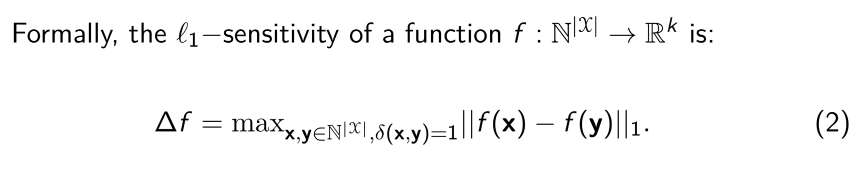 Formally, the ℓ₁−sensitivity of a function f : ℕ^{|𝒳|} → ℝ^k is:
Δf = max_{x,y∈ℕ^{|𝒳|},δ(x,y)=1}||f(x) − f(y)||₁. (2)